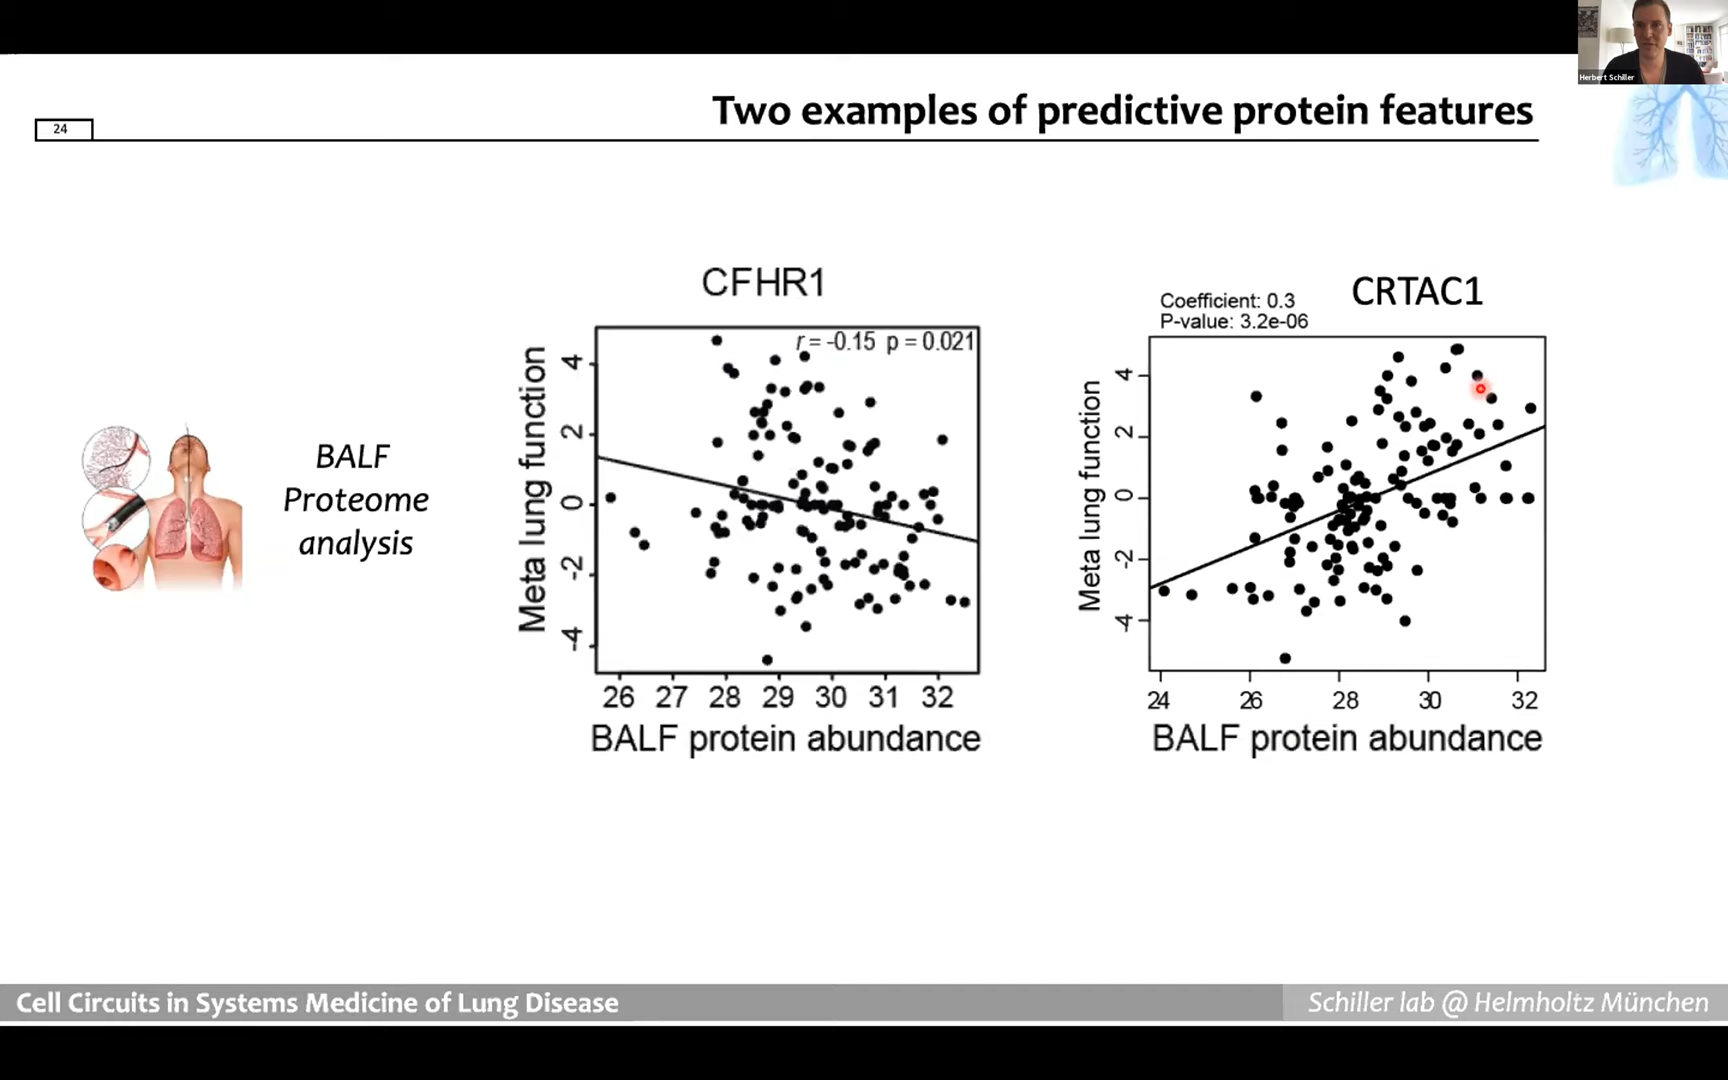 Herbert Schiller
Two examples of predictive protein features
24
BALF
Proteome
analysis
CFHR1
r = -0.15 p = 0.021
Meta lung function
4
2
0
-2
-4
26 27 28 29 30 31 32
BALF protein abundance
CRTAC1
Coefficient: 0.3
P-value: 3.2e-06
Meta lung function
4
2
0
-2
-4
24 26 28 30 32
BALF protein abundance
Cell Circuits in Systems Medicine of Lung Disease
Schiller lab @ Helmholtz München